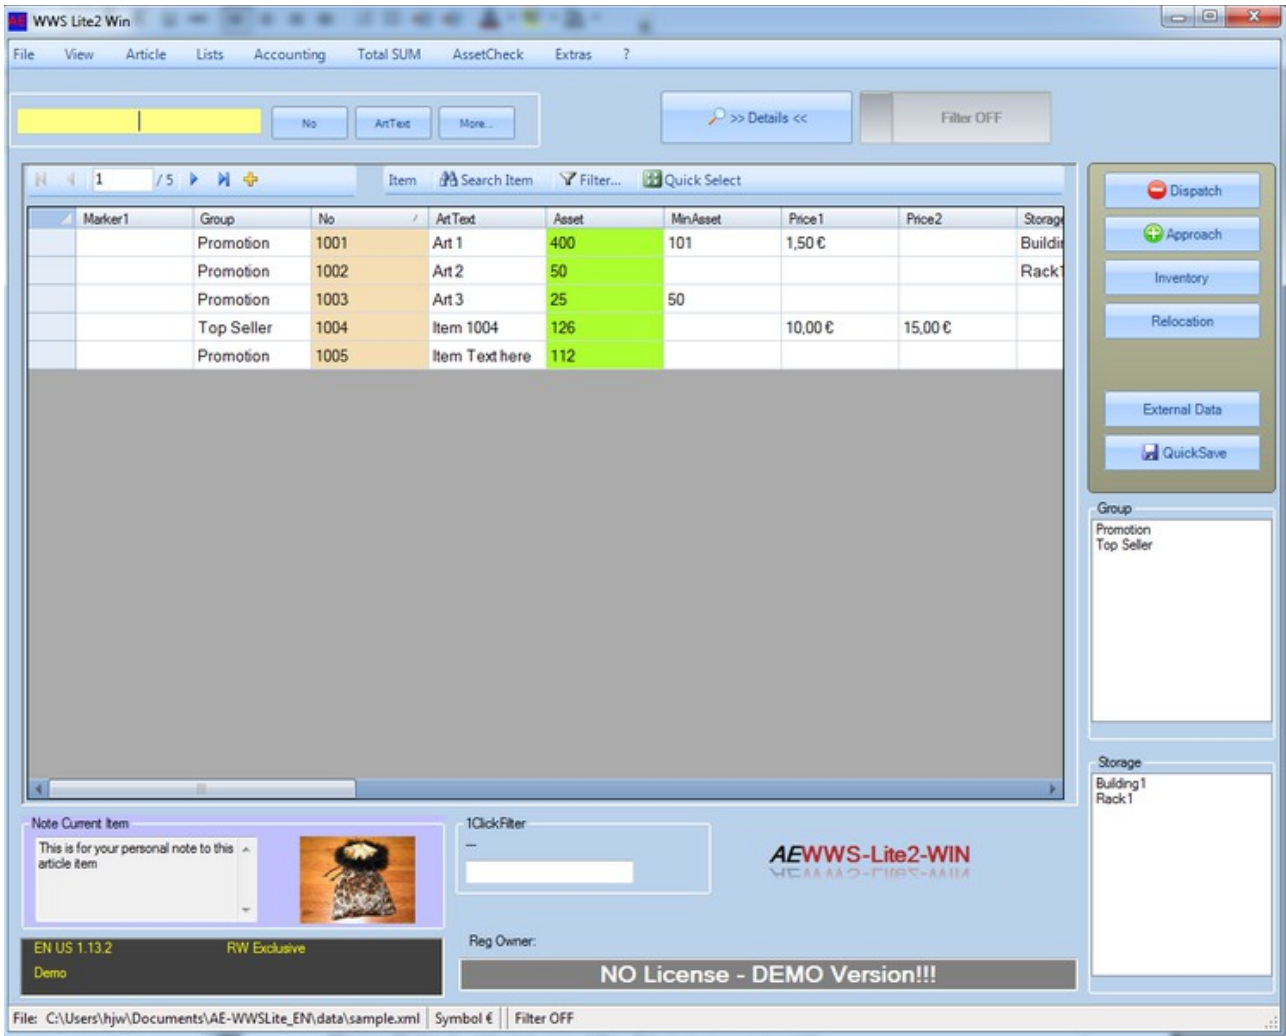 AE WWS Lite2 Win
File View Article Lists Accounting Total SUM AssetCheck Extras ?
No ArtText More... >> Details << Filter OFF
1 / 5 Item Search Item Filter... Quick Select
Marker1 Group No ArtText Asset MinAsset Price1 Price2 Storage
Promotion 1001 Art 1 400 101 1,50 € Buildin
Promotion 1002 Art 2 50 Rack1
Promotion 1003 Art 3 25 50
Top Seller 1004 Item 1004 126 10,00 € 15,00 €
Promotion 1005 Item Text here 112
Dispatch
Approach
Inventory
Relocation
External Data
QuickSave
Group
Promotion
Top Seller
Storage
Building1
Rack1
Note Current Item
This is for your personal note to this
article item
1ClickFilter
---
AEWWS-Lite2-WIN
EN US 1.13.2 RW Exclusive
Demo
Reg Owner:
NO License - DEMO Version!!!
File: C:\Users\hjw\Documents\AE-WWSLite_EN\data\sample.xml Symbol € Filter OFF